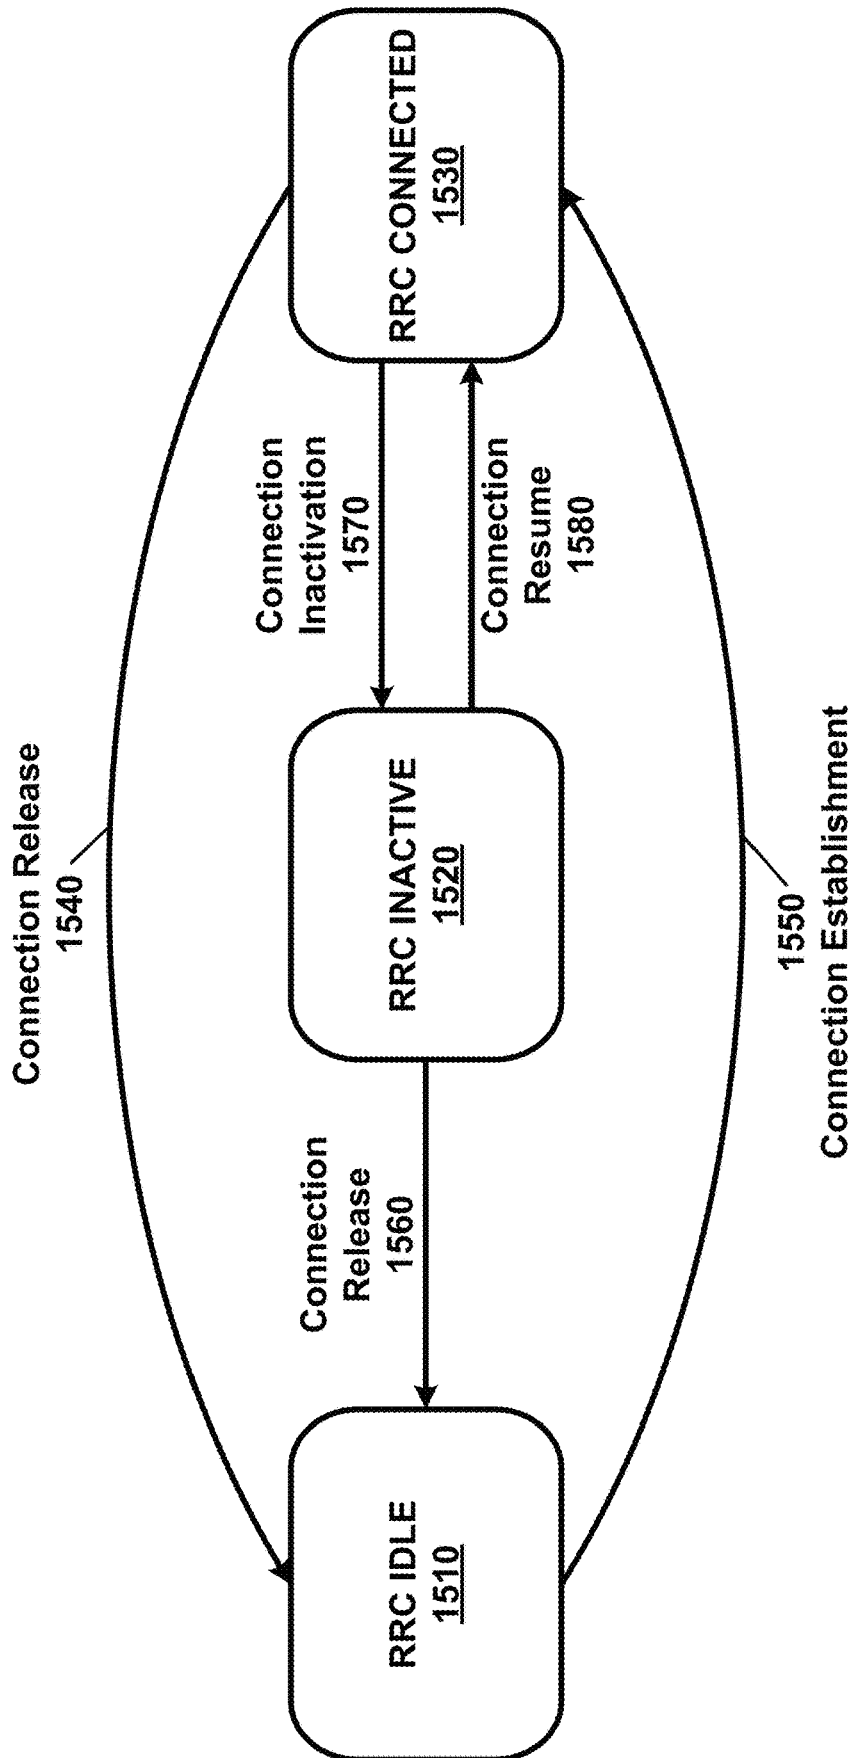 Connection Release
1540
RRC IDLE
1510
Connection
Release
1560
RRC INACTIVE
1520
Connection
Inactivation
1570
Connection
Resume
1580
RRC CONNECTED
1530
1550
Connection Establishment